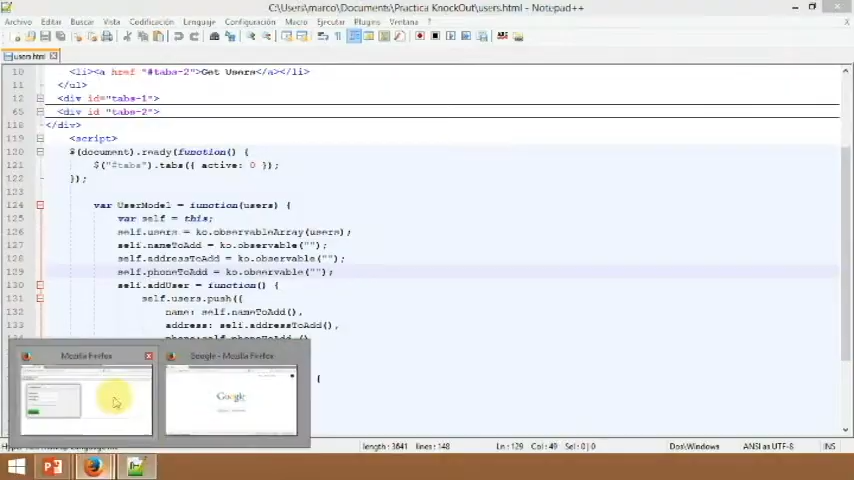 C:\Users\marco\Documents\Practica KnockOut\users.html - Notepad++
Archivo Editar Buscar Vista Codificación Lenguaje Configuración Macro Ejecutar Plugins Ventana ?
users.html
10 <li><a href "#tabs-2">Get Users</a></li>
11 </ul>
12 <div id="tabs-1">
65 <div id "tabs-2">
118 </div>
119 <script>
120 $(document).ready(function() {
121 $("#tabs").tabs({ active: 0 });
122 });
123
124 var UserModel = function(users) {
125 var self = this;
126 self.users = ko.observableArray(users);
127 self.nameToAdd = ko.observable("");
128 self.addressToAdd = ko.observable("");
129 self.phoneToAdd = ko.observable("");
130 self.addUser = function() {
131 self.users.push({
132 name: self.nameToAdd(),
133 address: self.addressToAdd(),
{
Mozilla Firefox
Google - Mozilla Firefox
Google
length : 3641 lines : 148
Ln : 129 Col : 49 Sel : 0 | 0
Dos\Windows
ANSI as UTF-8
INS